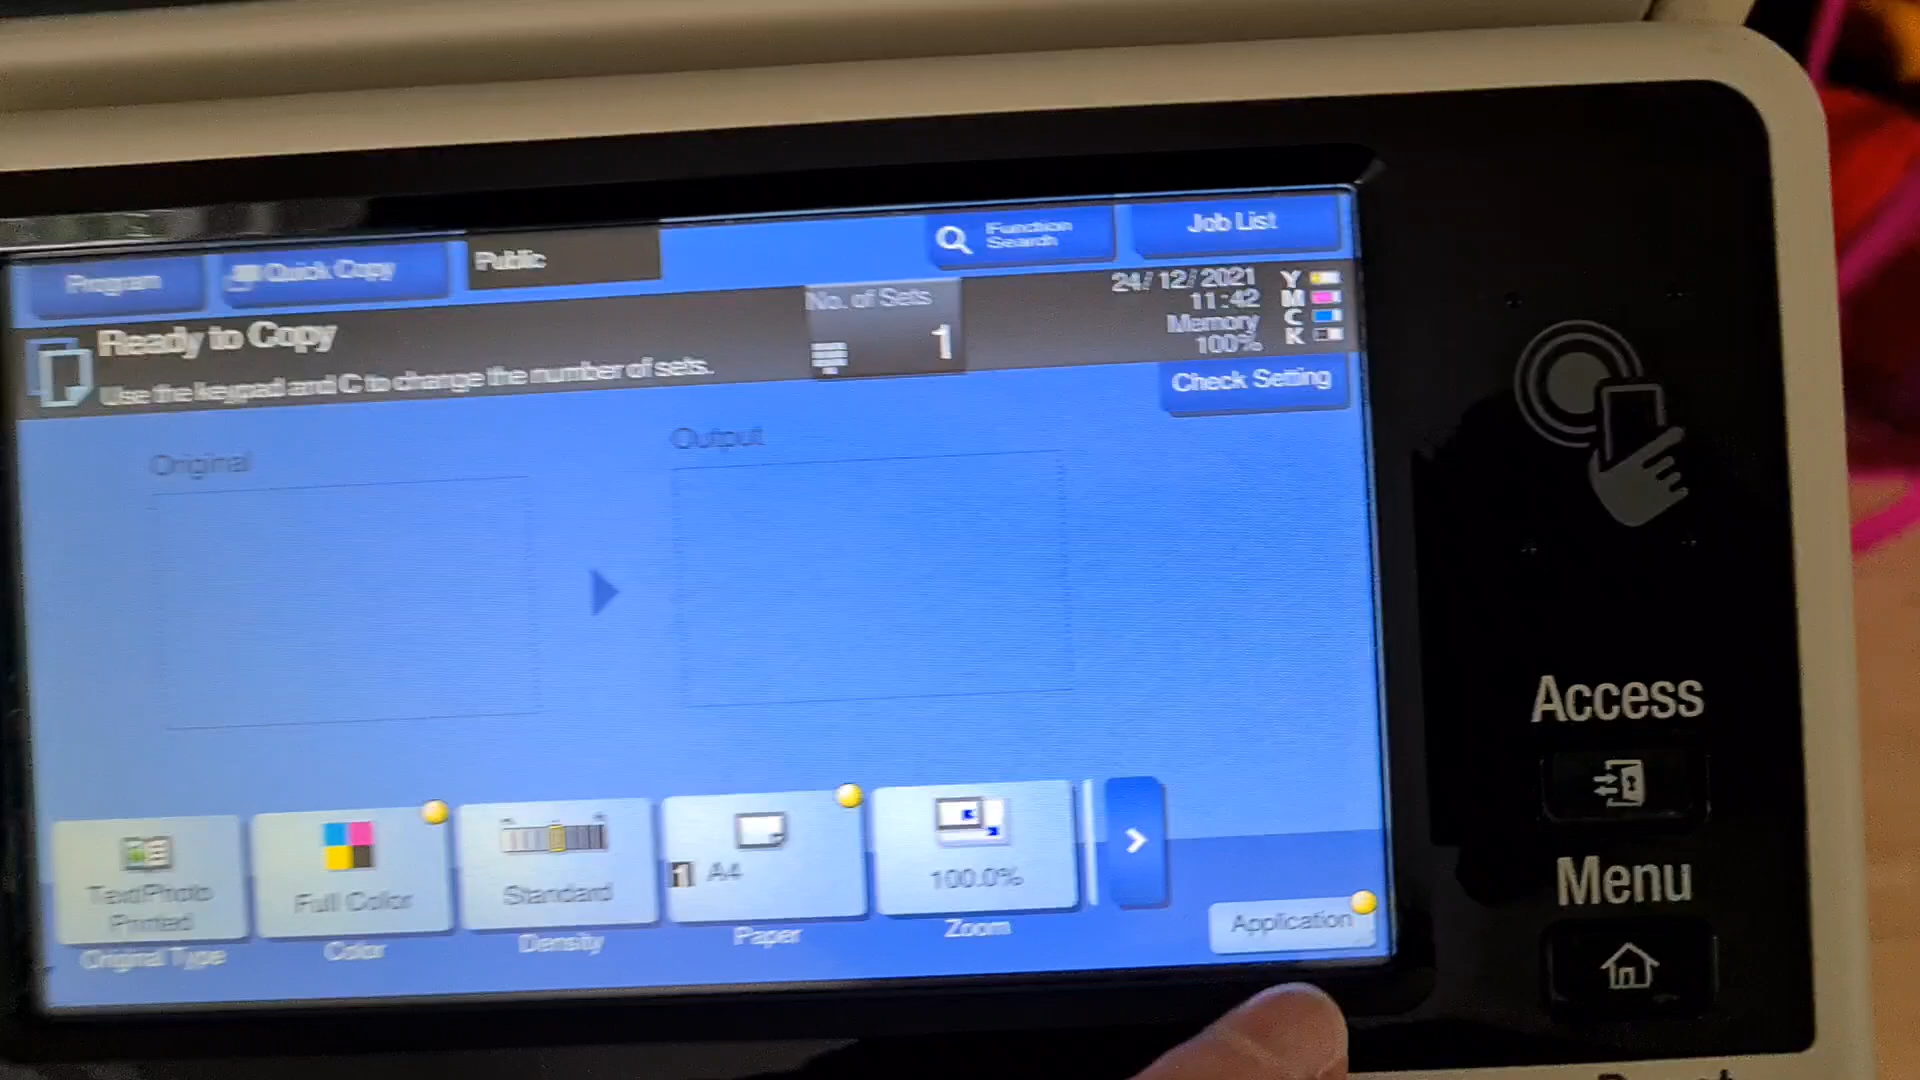 Program
Quick Copy
Public
Function
Search
Job List
Ready to Copy
Use the keypad and C to change the number of sets.
No. of Sets
1
24/12/2021
11:42
Memory
100%
Y
M
C
K
Check Setting
Original
Output
Text/Photo
Printed
Original Type
Full Color
Color
Standard
Density
1 A4
Paper
100.0%
Zoom
Application
Access
Menu